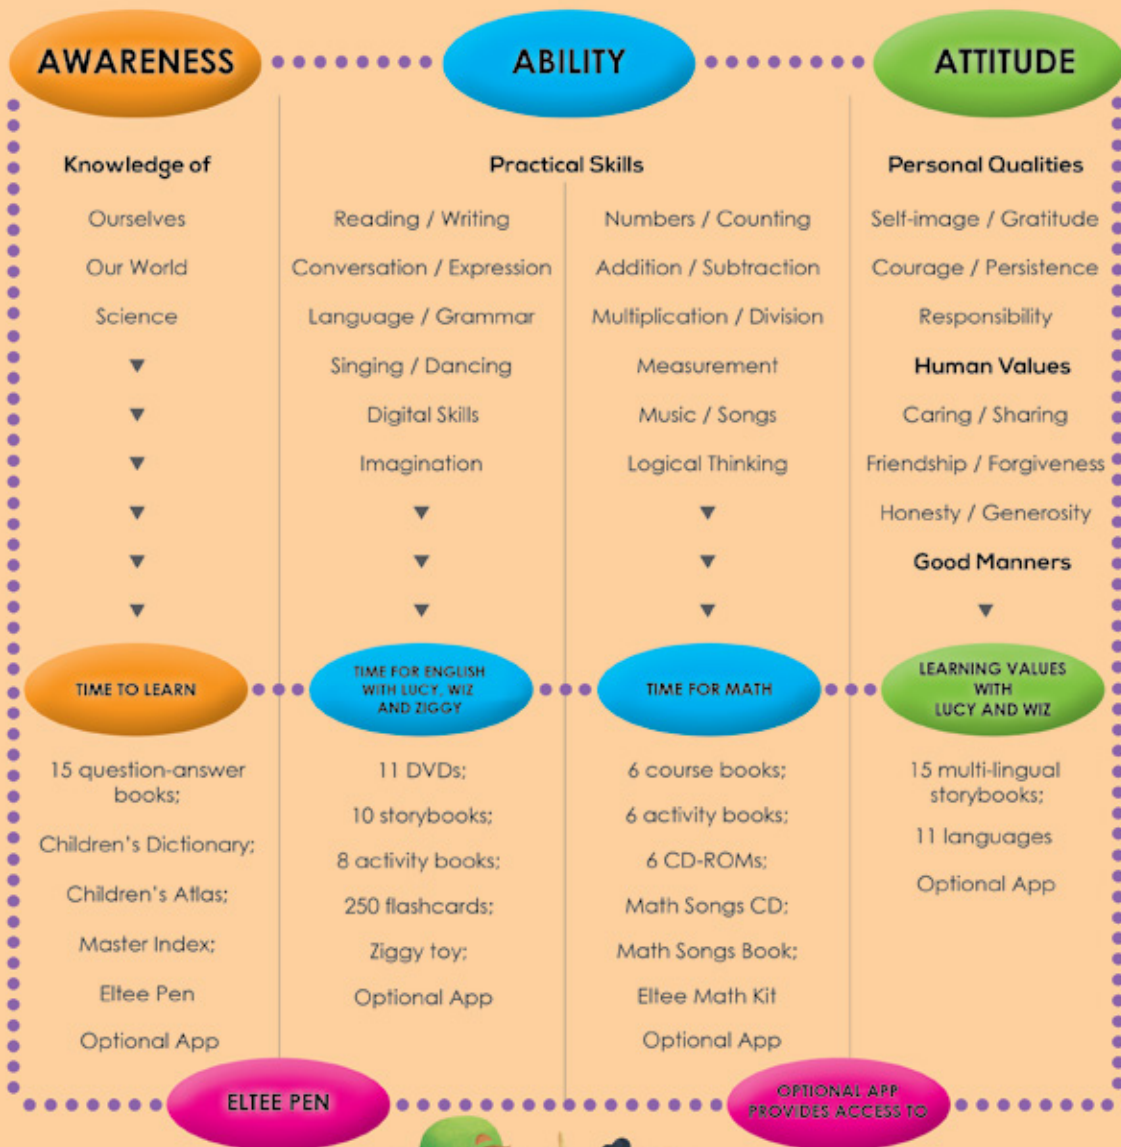 AWARENESS
ABILITY
ATTITUDE
Knowledge of
Ourselves
Our World
Science
Practical Skills
Reading / Writing
Conversation / Expression
Language / Grammar
Singing / Dancing
Digital Skills
Imagination
Numbers / Counting
Addition / Subtraction
Multiplication / Division
Measurement
Music / Songs
Logical Thinking
Personal Qualities
Self-image / Gratitude
Courage / Persistence
Responsibility
Human Values
Caring / Sharing
Friendship / Forgiveness
Honesty / Generosity
Good Manners
TIME TO LEARN
15 question-answer
books;
Children's Dictionary;
Children's Atlas;
Master Index;
Eltee Pen
Optional App
TIME FOR ENGLISH
WITH LUCY, WIZ
AND ZIGGY
11 DVDs;
10 storybooks;
8 activity books;
250 flashcards;
Ziggy toy;
Optional App
TIME FOR MATH
6 course books;
6 activity books;
6 CD-ROMs;
Math Songs CD;
Math Songs Book;
Eltee Math Kit
Optional App
LEARNING VALUES
WITH
LUCY AND WIZ
15 multi-lingual
storybooks;
11 languages
Optional App
ELTEE PEN
OPTIONAL APP
PROVIDES ACCESS TO